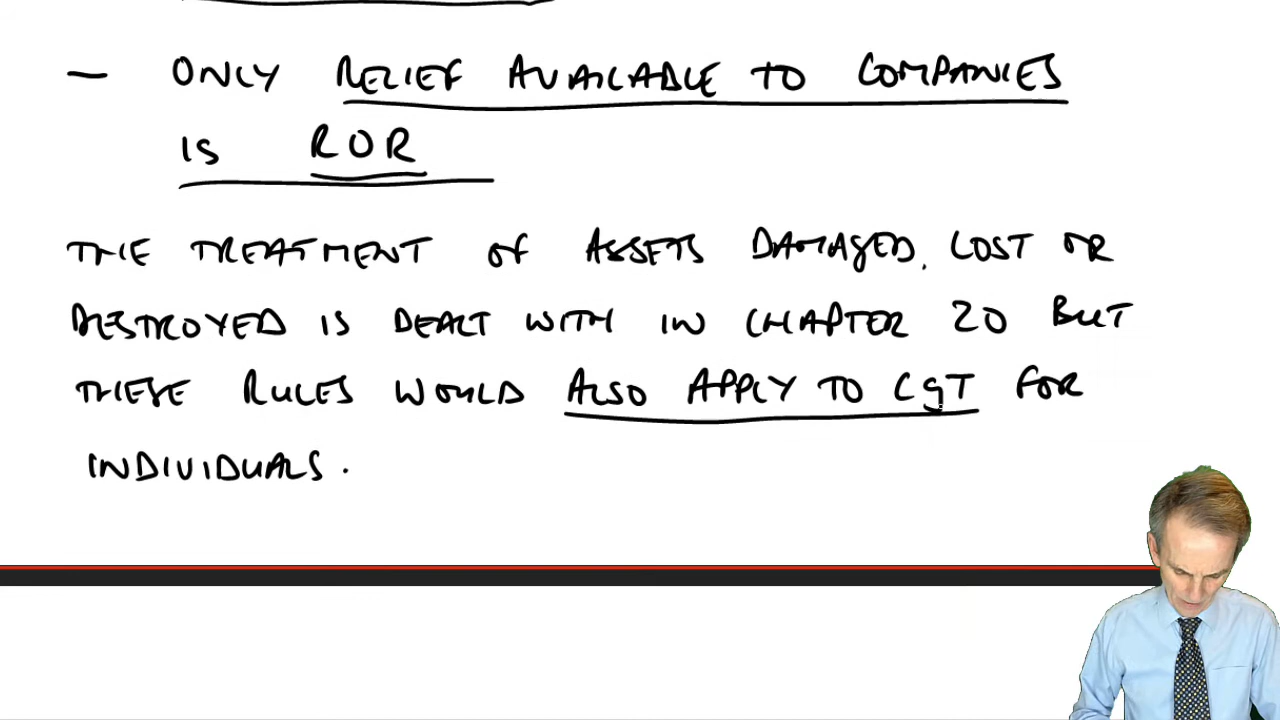 - ONLY RELIEF AVAILABLE TO COMPANIES
IS ROR
THE TREATMENT OF ASSETS DAMAGED, LOST OR
DESTROYED IS DEALT WITH IN CHAPTER 20 BUT
THESE RULES WOULD ALSO APPLY TO CGT FOR
INDIVIDUALS.